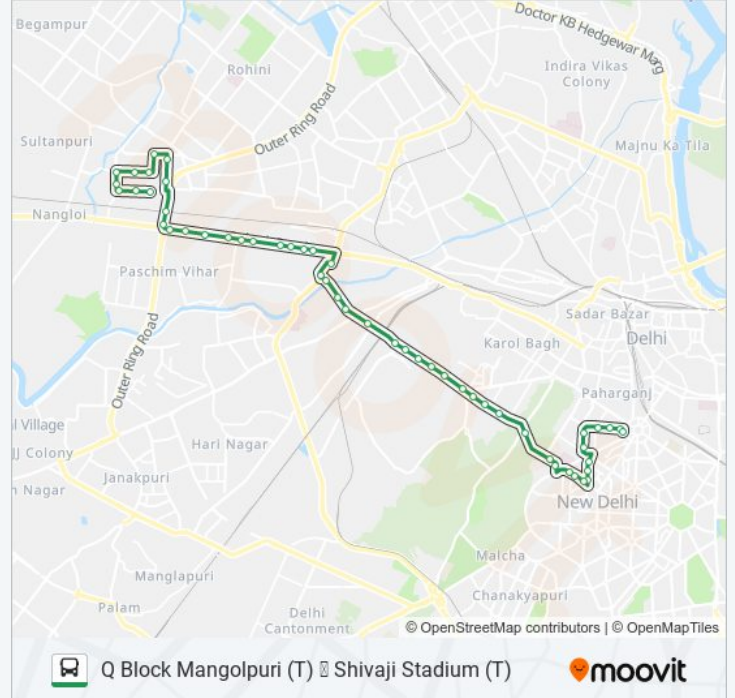 Begampur
Doctor KB Hedgewar Marg
Rohini
Indira Vikas
Colony
Outer Ring Road
Sultanpuri
Majnu Ka Tila
Nangloi
Paschim Vihar
Sadar Bazar
Delhi
Karol Bagh
Outer Ring Road
Paharganj
l Village
JJ Colony
Hari Nagar
n Nagar
Janakpuri
New Delhi
Malcha
Manglapuri
Chanakyapuri
Palam
Delhi
Cantonment
© OpenStreetMap contributors | © OpenMapTiles
Q Block Mangolpuri (T) Shivaji Stadium (T)
moovit